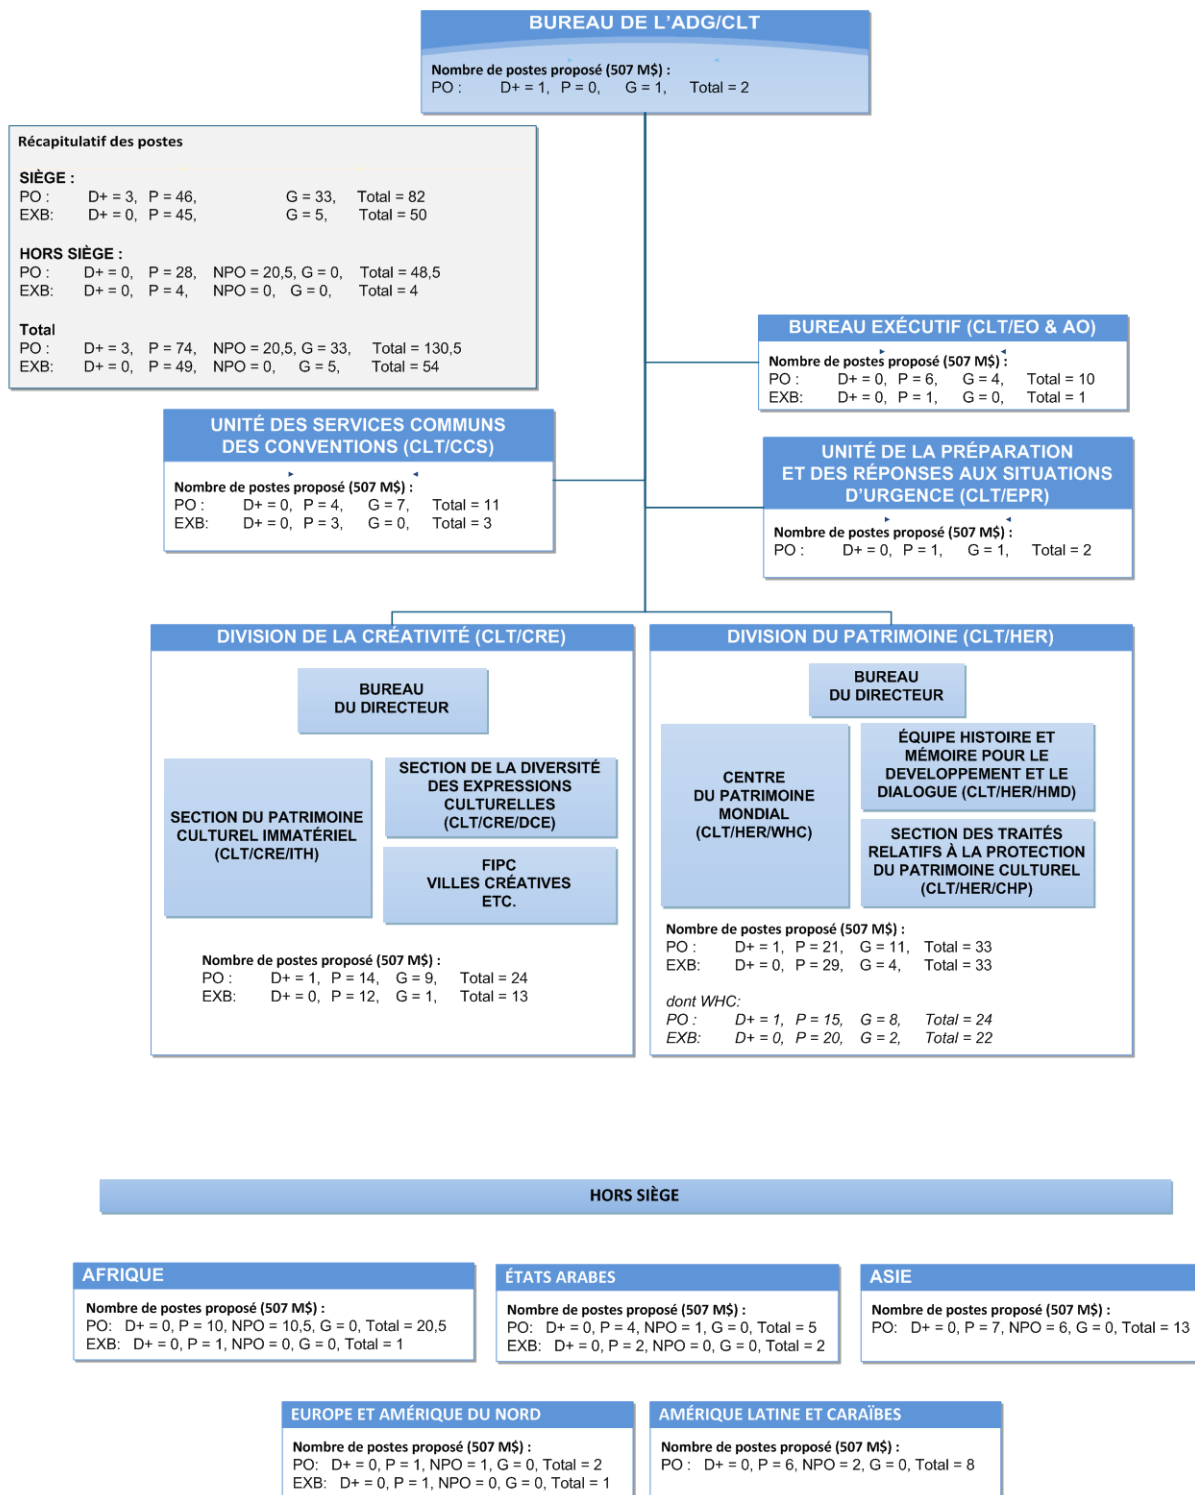 BUREAU DE L'ADG/CLT
Nombre de postes proposé (507 M$) :
PO : D+ = 1, P = 0, G = 1, Total = 2
Récapitulatif des postes
SIÈGE :
PO : D+ = 3, P = 46, G = 33, Total = 82
EXB: D+ = 0, P = 45, G = 5, Total = 50
HORS SIÈGE :
PO : D+ = 0, P = 28, NPO = 20,5, G = 0, Total = 48,5
EXB: D+ = 0, P = 4, NPO = 0, G = 0, Total = 4
Total
PO : D+ = 3, P = 74, NPO = 20,5, G = 33, Total = 130,5
EXB: D+ = 0, P = 49, NPO = 0, G = 5, Total = 54
BUREAU EXÉCUTIF (CLT/EO & AO)
Nombre de postes proposé (507 M$) :
PO : D+ = 0, P = 6, G = 4, Total = 10
EXB: D+ = 0, P = 1, G = 0, Total = 1
UNITÉ DES SERVICES COMMUNS
DES CONVENTIONS (CLT/CCS)
Nombre de postes proposé (507 M$) :
PO : D+ = 0, P = 4, G = 7, Total = 11
EXB: D+ = 0, P = 3, G = 0, Total = 3
UNITÉ DE LA PRÉPARATION
ET DES RÉPONSES AUX SITUATIONS
D'URGENCE (CLT/EPR)
Nombre de postes proposé (507 M$) :
PO : D+ = 0, P = 1, G = 1, Total = 2
DIVISION DE LA CRÉATIVITÉ (CLT/CRE)
BUREAU
DU DIRECTEUR
SECTION DU PATRIMOINE
CULTUREL IMMATÉRIEL
(CLT/CRE/ITH)
SECTION DE LA DIVERSITÉ
DES EXPRESSIONS
CULTURELLES
(CLT/CRE/DCE)
FIPC
VILLES CRÉATIVES
ETC.
Nombre de postes proposé (507 M$) :
PO : D+ = 1, P = 14, G = 9, Total = 24
EXB: D+ = 0, P = 12, G = 1, Total = 13
DIVISION DU PATRIMOINE (CLT/HER)
BUREAU
DU DIRECTEUR
CENTRE
DU PATRIMOINE
MONDIAL
(CLT/HER/WHC)
ÉQUIPE HISTOIRE ET
MÉMOIRE POUR LE
DEVELOPPEMENT ET LE
DIALOGUE (CLT/HER/HMD)
SECTION DES TRAITÉS
RELATIFS À LA PROTECTION
DU PATRIMOINE CULTUREL
(CLT/HER/CHP)
Nombre de postes proposé (507 M$) :
PO : D+ = 1, P = 21, G = 11, Total = 33
EXB: D+ = 0, P = 29, G = 4, Total = 33
dont WHC:
PO : D+ = 1, P = 15, G = 8, Total = 24
EXB: D+ = 0, P = 20, G = 2, Total = 22
HORS SIÈGE
AFRIQUE
Nombre de postes proposé (507 M$) :
PO: D+ = 0, P = 10, NPO = 10,5, G = 0, Total = 20,5
EXB: D+ = 0, P = 1, NPO = 0, G = 0, Total = 1
ÉTATS ARABES
Nombre de postes proposé (507 M$) :
PO: D+ = 0, P = 4, NPO = 1, G = 0, Total = 5
EXB: D+ = 0, P = 2, NPO = 0, G = 0, Total = 2
ASIE
Nombre de postes proposé (507 M$) :
PO: D+ = 0, P = 7, NPO = 6, G = 0, Total = 13
EUROPE ET AMÉRIQUE DU NORD
Nombre de postes proposé (507 M$) :
PO: D+ = 0, P = 1, NPO = 1, G = 0, Total = 2
EXB: D+ = 0, P = 1, NPO = 0, G = 0, Total = 1
AMÉRIQUE LATINE ET CARAÏBES
Nombre de postes proposé (507 M$) :
PO : D+ = 0, P = 6, NPO = 2, G = 0, Total = 8